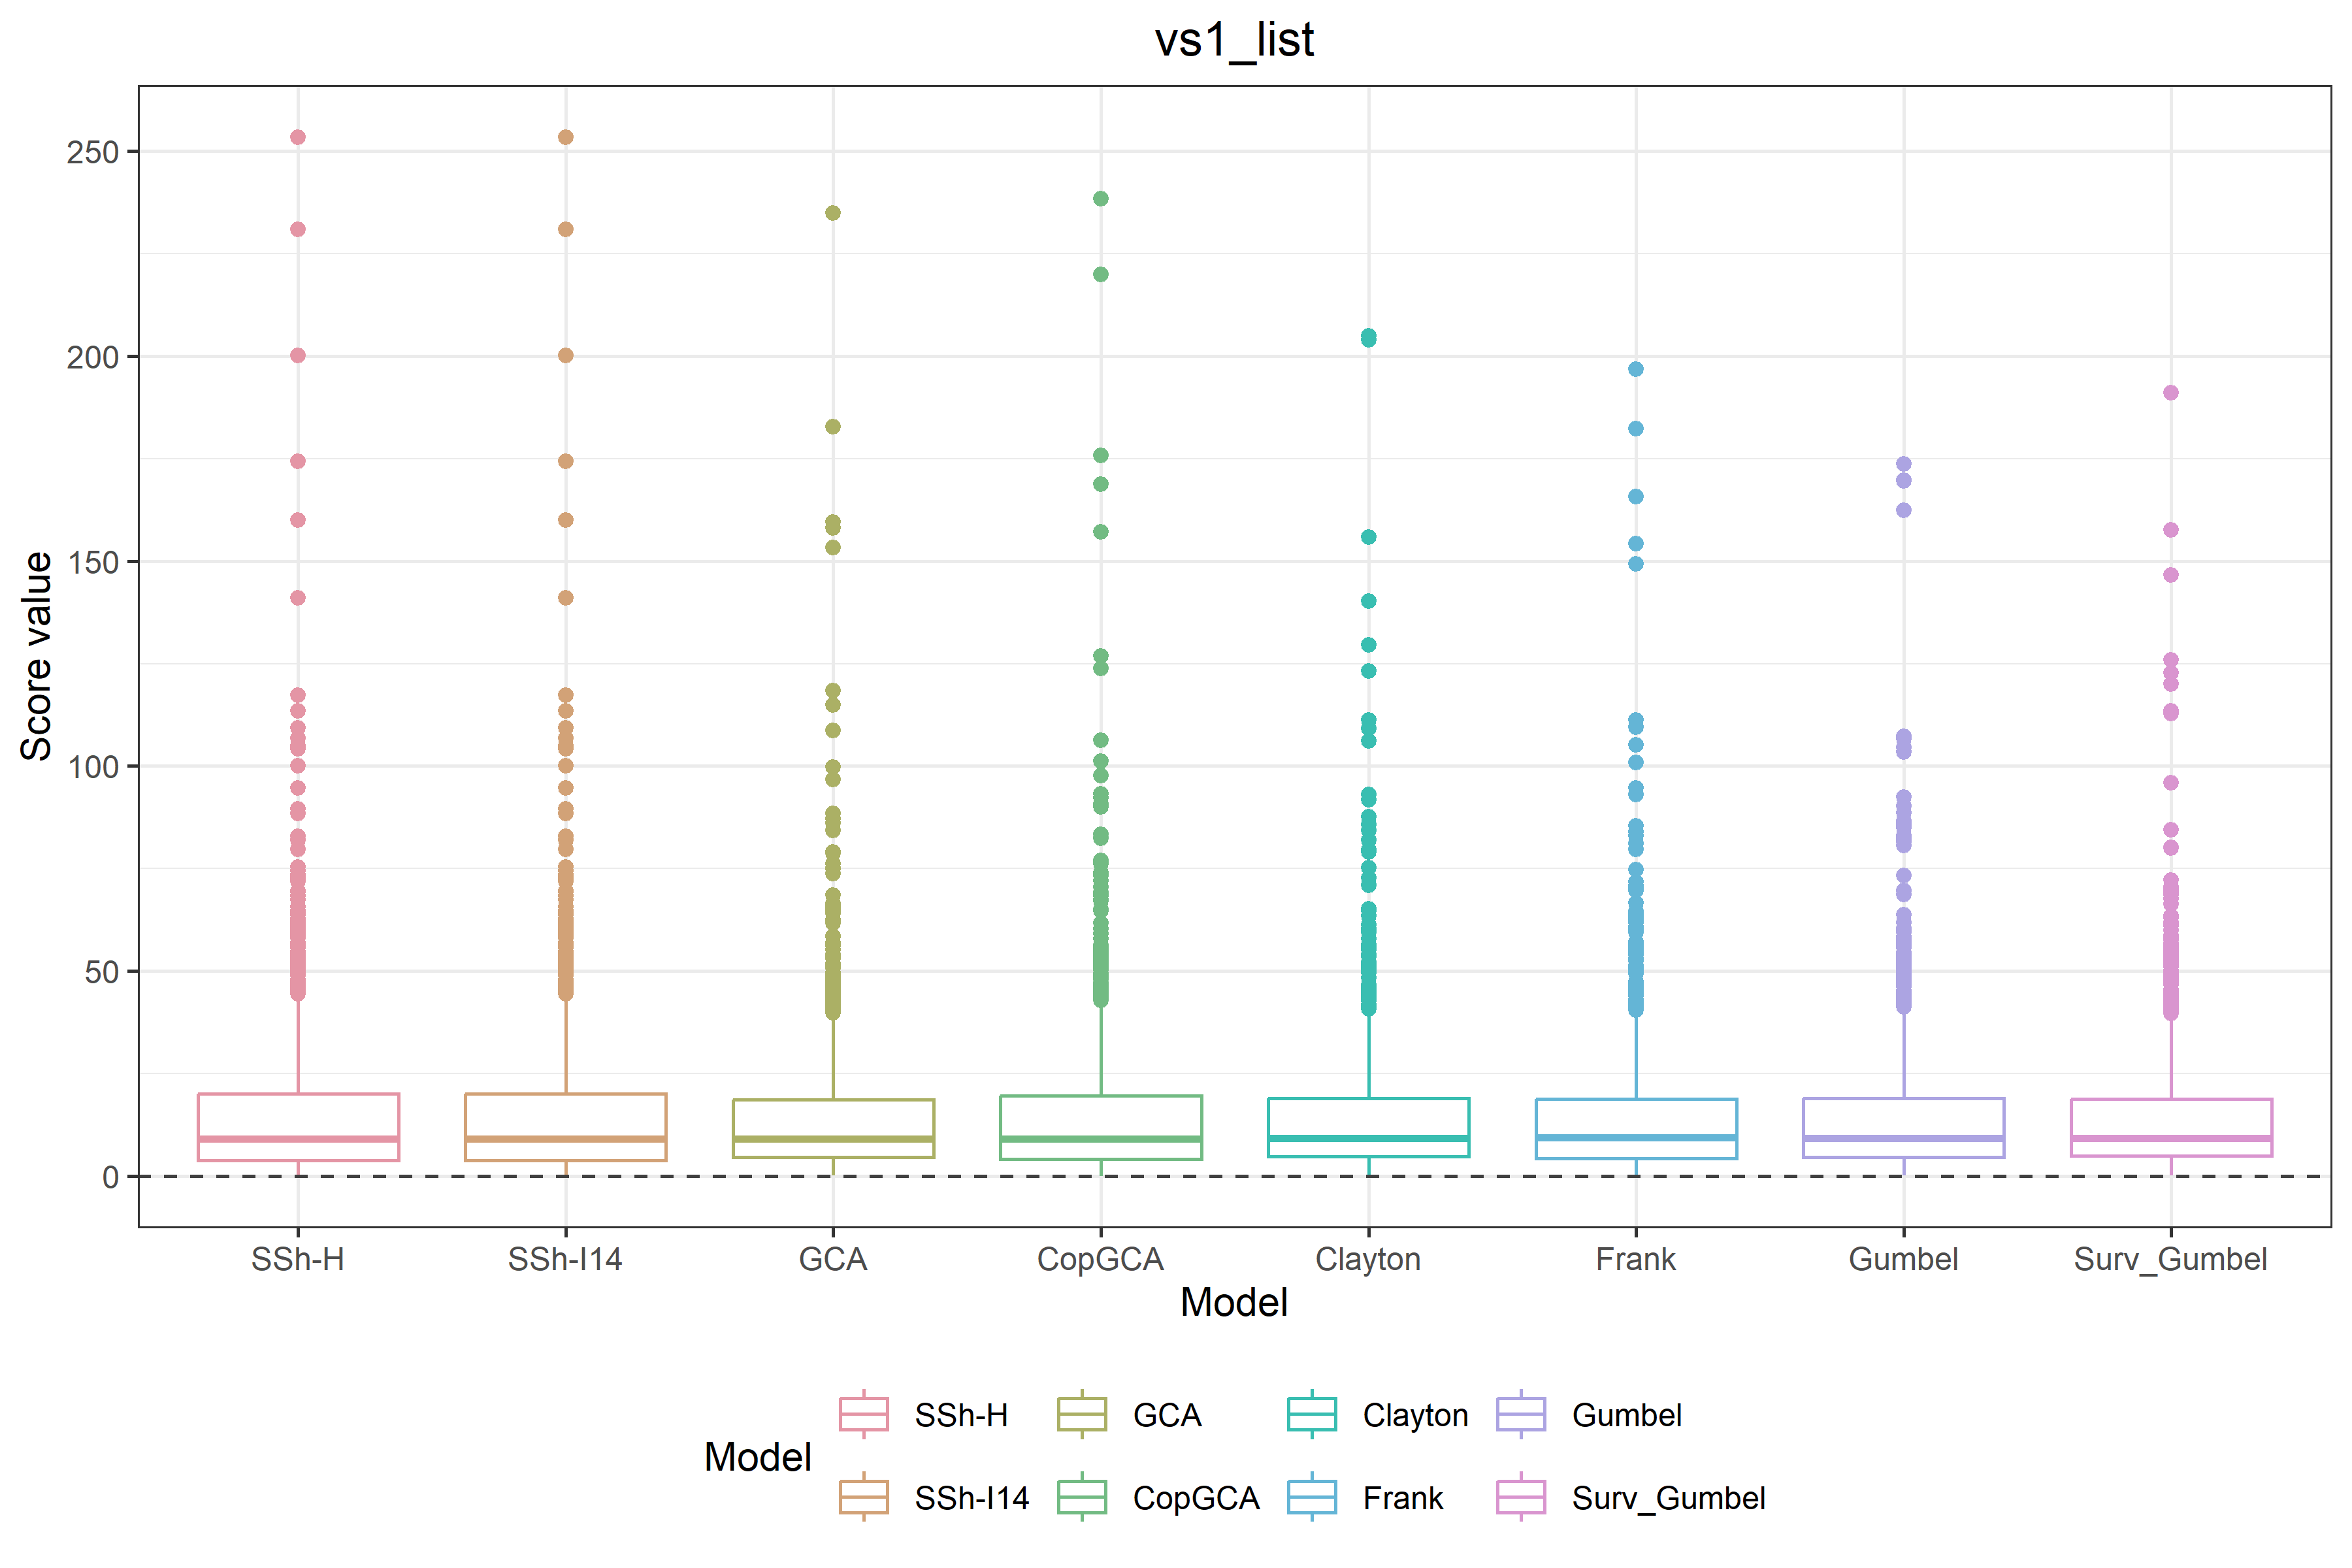 vs1_list
Score value
250
200
150
100
50
0
SSh-H SSh-I14 GCA CopGCA Clayton Frank Gumbel Surv_Gumbel
Model
Model
SSh-H GCA Clayton Gumbel
SSh-I14 CopGCA Frank Surv_Gumbel